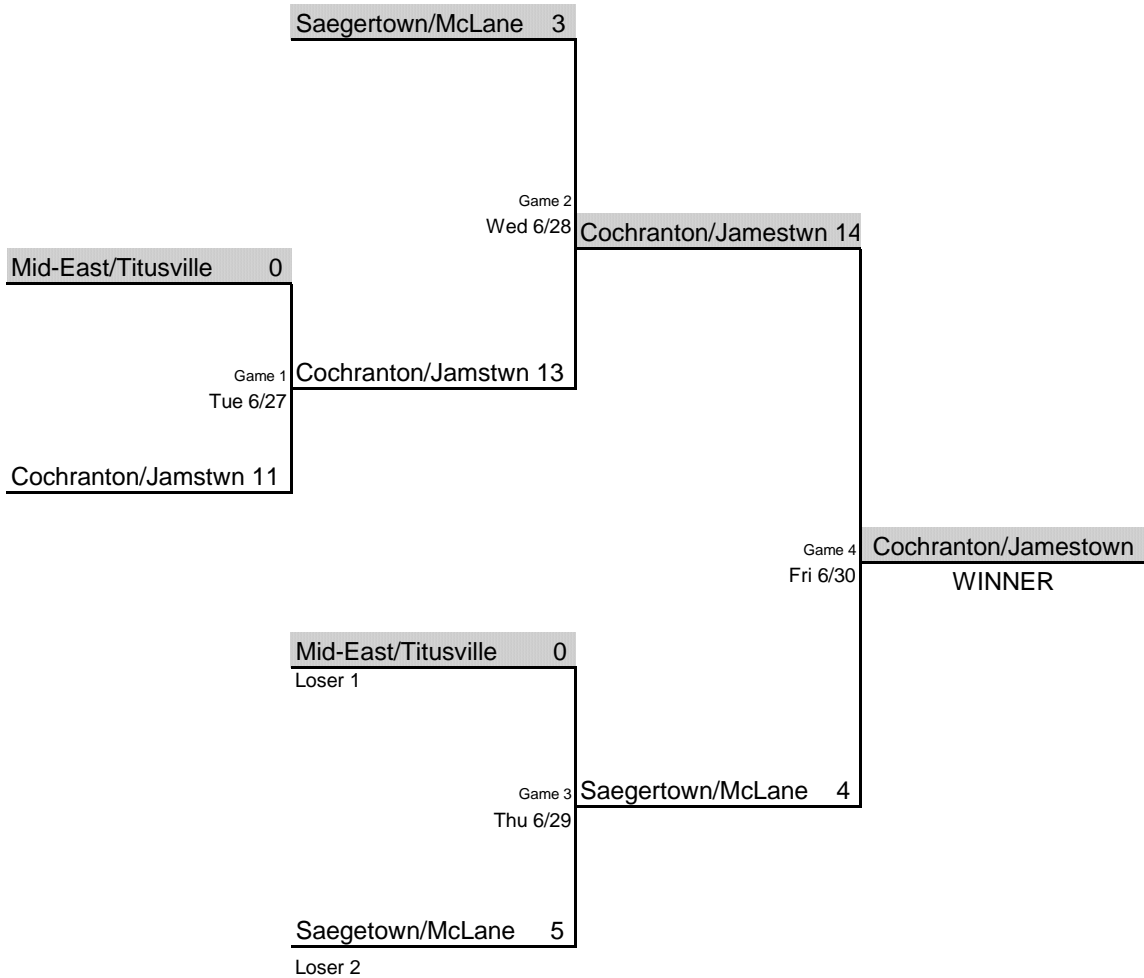 Saegertown/McLane 3
Game 2
Wed 6/28
Cochranton/Jamestwn 14
Mid-East/Titusville 0
Game 1
Tue 6/27
Cochranton/Jamstwn 13
Cochranton/Jamstwn 11
Game 4
Fri 6/30
Cochranton/Jamestown
WINNER
Mid-East/Titusville 0
Loser 1
Game 3
Thu 6/29
Saegertown/McLane 4
Saegetown/McLane 5
Loser 2